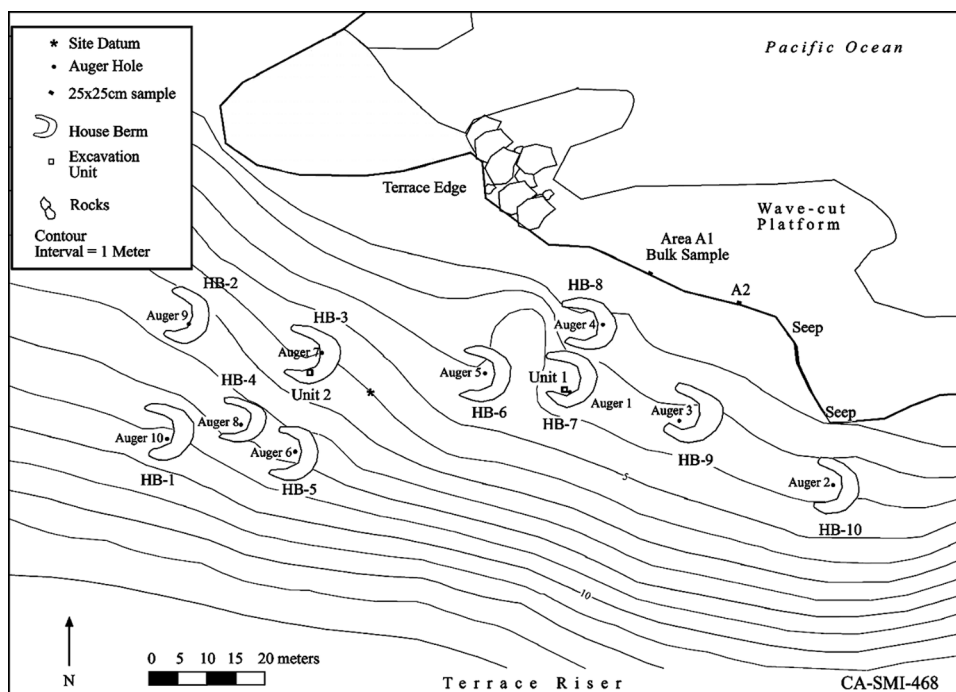 Site Datum
Auger Hole
25x25cm sample
House Berm
Excavation
Unit
Rocks
Contour
Interval = 1 Meter
Pacific Ocean
Terrace Edge
Wave-cut
Platform
Area A1
Bulk Sample
A2
Seep
Seep
HB-2
Auger 9
HB-3
Auger 7
Unit 2
HB-8
Auger 4
HB-4
Auger 8
Auger 5
HB-6
Unit 1
Auger 1
HB-7
Auger 3
HB-9
Auger 10
HB-1
Auger 6
HB-5
Auger 2
HB-10
5
10
N
0 5 10 15 20 meters
Terrace Riser
CA-SMI-468